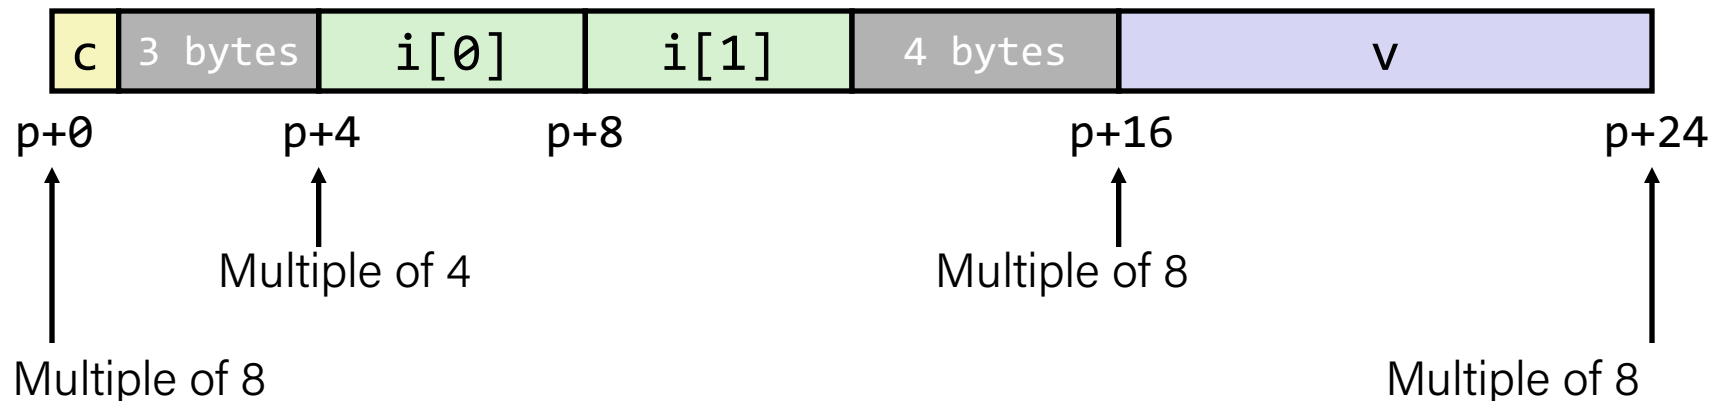 c 3 bytes i[0] i[1] 4 bytes v
p+0 p+4 p+8 p+16 p+24
Multiple of 4 Multiple of 8
Multiple of 8 Multiple of 8